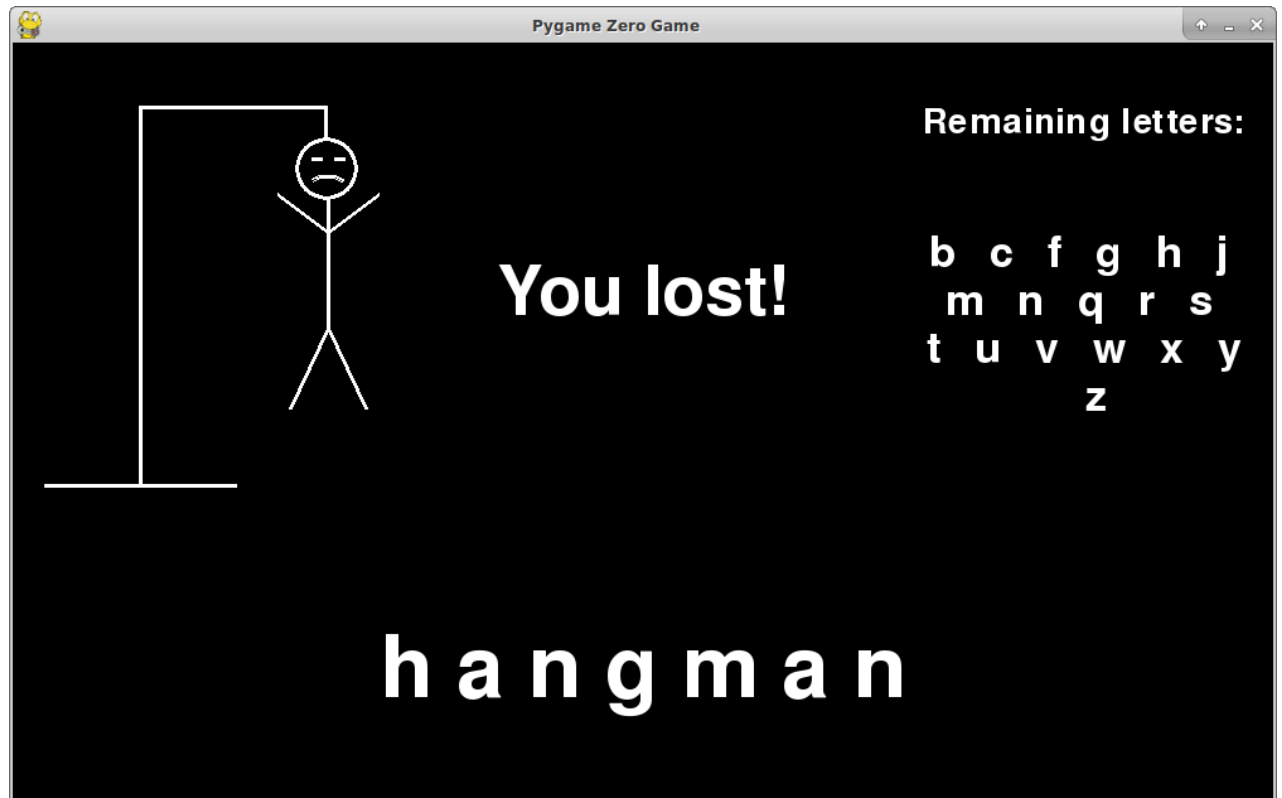 Pygame Zero Game
Remaining letters:
b c f g h j
m n q r s
t u v w x y
z
You lost!
h a n g m a n